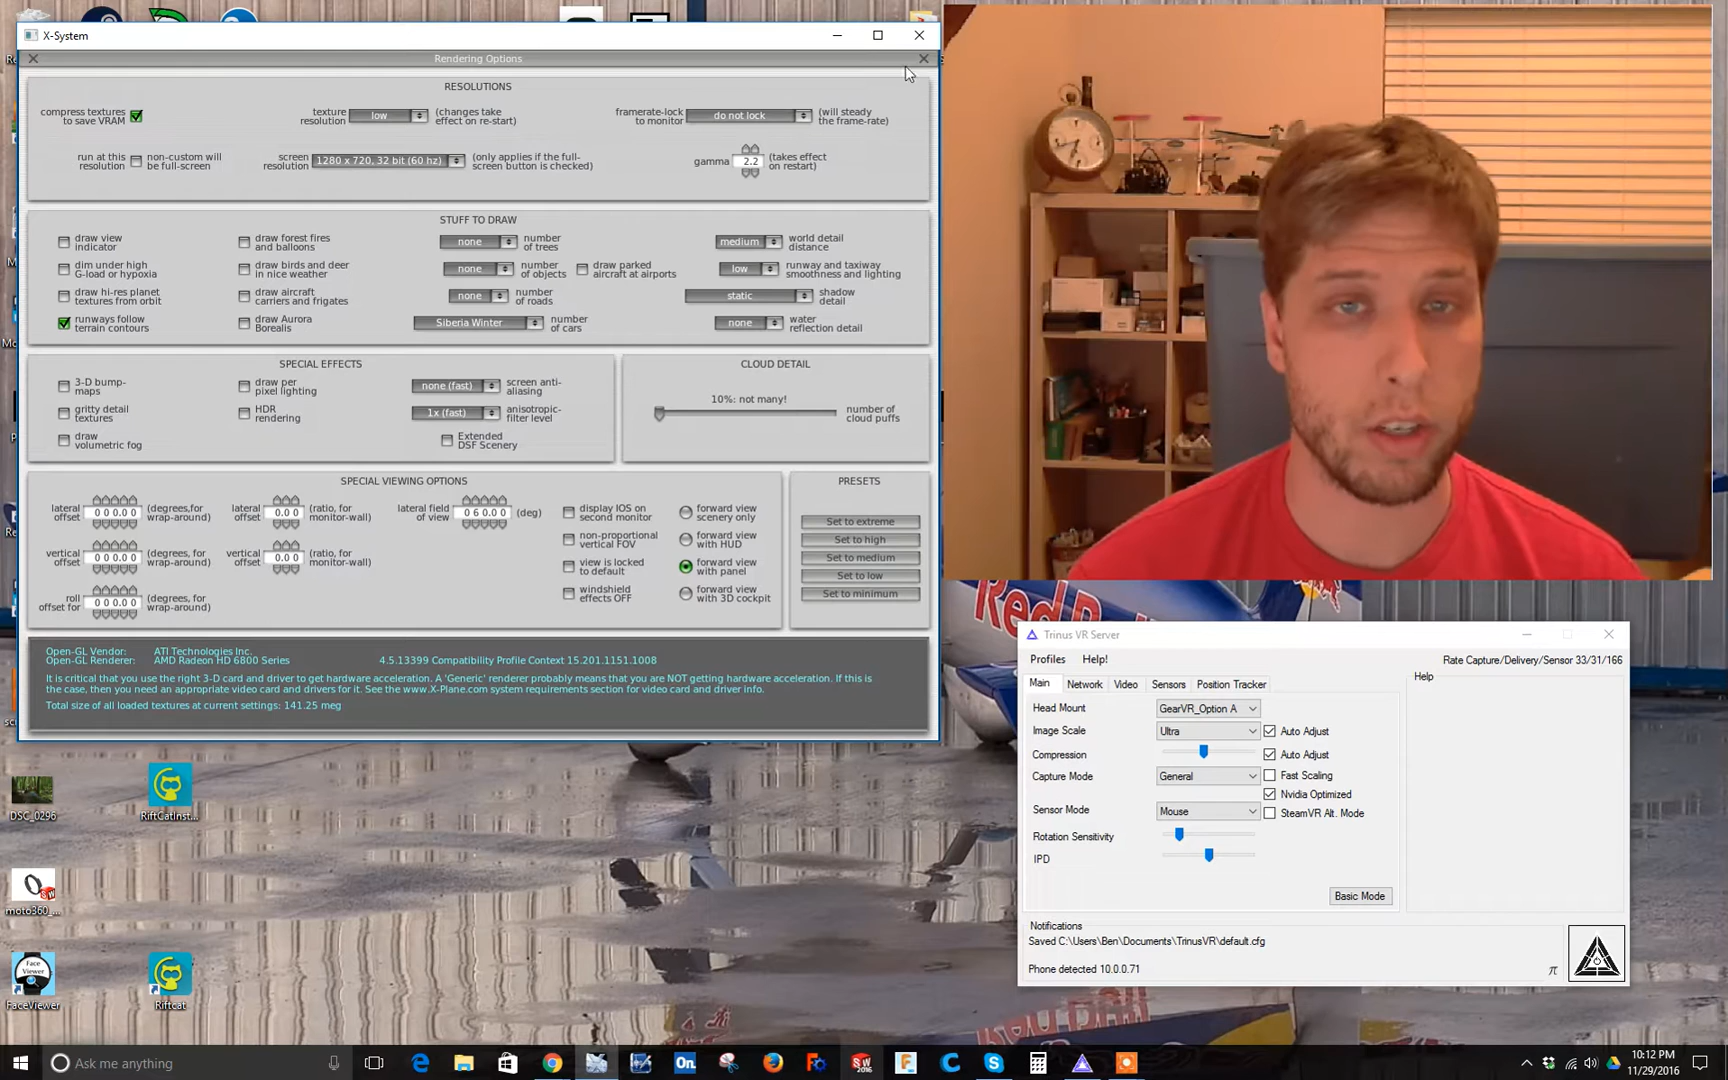 X-System
Rendering Options
RESOLUTIONS
compress textures
to save VRAM
texture
resolution
low
(changes take
effect on re-start)
framerate-lock
to monitor
do not lock
(will steady
the frame-rate)
run at this
resolution
non-custom will
be full-screen
screen
resolution
1280 x 720, 32 bit (60 hz)
(only applies if the full-
screen button is checked)
gamma
2.2
(takes effect
on restart)
STUFF TO DRAW
draw view
indicator
draw forest fires
and balloons
none
number
of trees
medium
world detail
distance
dim under high
G-load or hypoxia
draw birds and deer
in nice weather
none
number
of objects
draw parked
aircraft at airports
low
runway and taxiway
smoothness and lighting
draw hi-res planet
textures from orbit
draw aircraft
carriers and frigates
none
number
of roads
static
shadow
detail
runways follow
terrain contours
draw Aurora
Borealis
Siberia Winter
number
of cars
none
water
reflection detail
SPECIAL EFFECTS
3-D bump-
maps
draw per
pixel lighting
none (fast)
screen anti-
aliasing
gritty detail
textures
HDR
rendering
1x (fast)
anisotropic-
filter level
draw
volumetric fog
Extended
DSF Scenery
CLOUD DETAIL
10%: not many!
number of
cloud puffs
SPECIAL VIEWING OPTIONS
lateral
offset
0 0 0.0 0
(degrees,for
wrap-around)
lateral
offset
0.0 0
(ratio, for
monitor-wall)
lateral field
of view
0 6 0.0 0
(deg)
vertical
offset
0 0 0.0 0
(degrees, for
wrap-around)
vertical
offset
0.0 0
(ratio, for
monitor-wall)
roll
offset for
0 0 0.0 0
(degrees, for
wrap-around)
display IOS on
second monitor
non-proportional
vertical FOV
view is locked
to default
windshield
effects OFF
forward view
scenery only
forward view
with HUD
forward view
with panel
forward view
with 3D cockpit
PRESETS
Set to extreme
Set to high
Set to medium
Set to low
Set to minimum
Open-GL Vendor: ATI Technologies Inc.
Open-GL Renderer: AMD Radeon HD 6800 Series 4.5.13399 Compatibility Profile Context 15.201.1151.1008
It is critical that you use the right 3-D card and driver to get hardware acceleration. A 'Generic' renderer probably means that you are NOT getting hardware acceleration. If this is
the case, then you need an appropriate video card and drivers for it. See the www.X-Plane.com system requirements section for video card and driver info.
Total size of all loaded textures at current settings: 141.25 meg
Red Bull
Trinus VR Server
Profiles Help!
Rate Capture/Delivery/Sensor 33/31/166
Main Network Video Sensors Position Tracker
Help
Head Mount GearVR_Option A
Image Scale Ultra Auto Adjust
Compression Auto Adjust
Capture Mode General Fast Scaling
Nvidia Optimized
Sensor Mode Mouse SteamVR Alt. Mode
Rotation Sensitivity
IPD
Basic Mode
Notifications
Saved C:\Users\Ben\Documents\TrinusVR\default.cfg
Phone detected 10.0.0.71
π
DSC_0296
RiftCatInst...
moto360_...
Face
Viewer
FaceViewer
Riftcat
Ask me anything
On
SW
2016
10:12 PM
11/29/2016